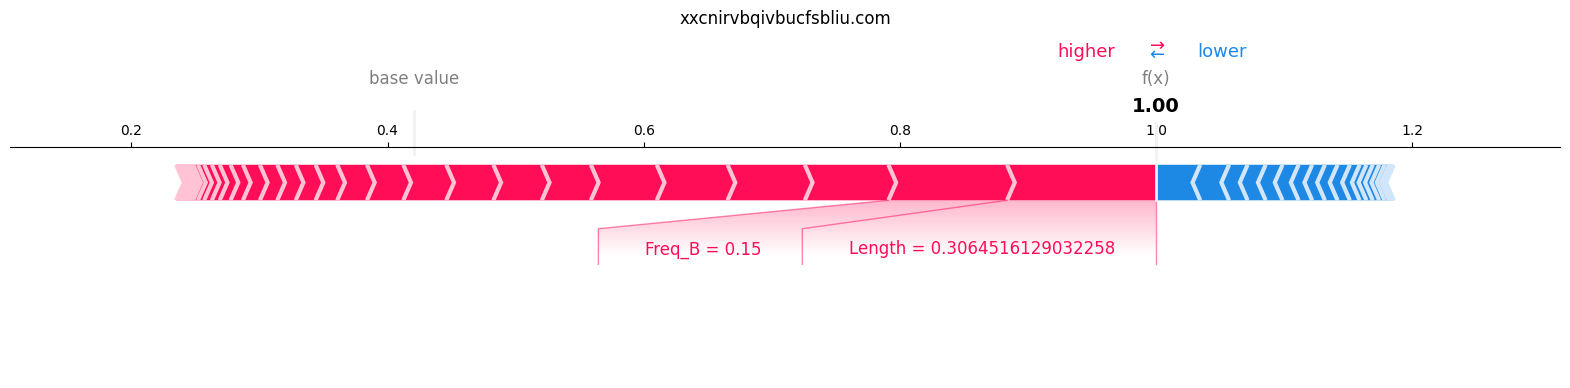 xxcnirvbqivbucfsbliu.com
higher → ← lower
base value f(x)
1.00
0.2 0.4 0.6 0.8 1.0 1.2
Freq_B = 0.15 Length = 0.3064516129032258